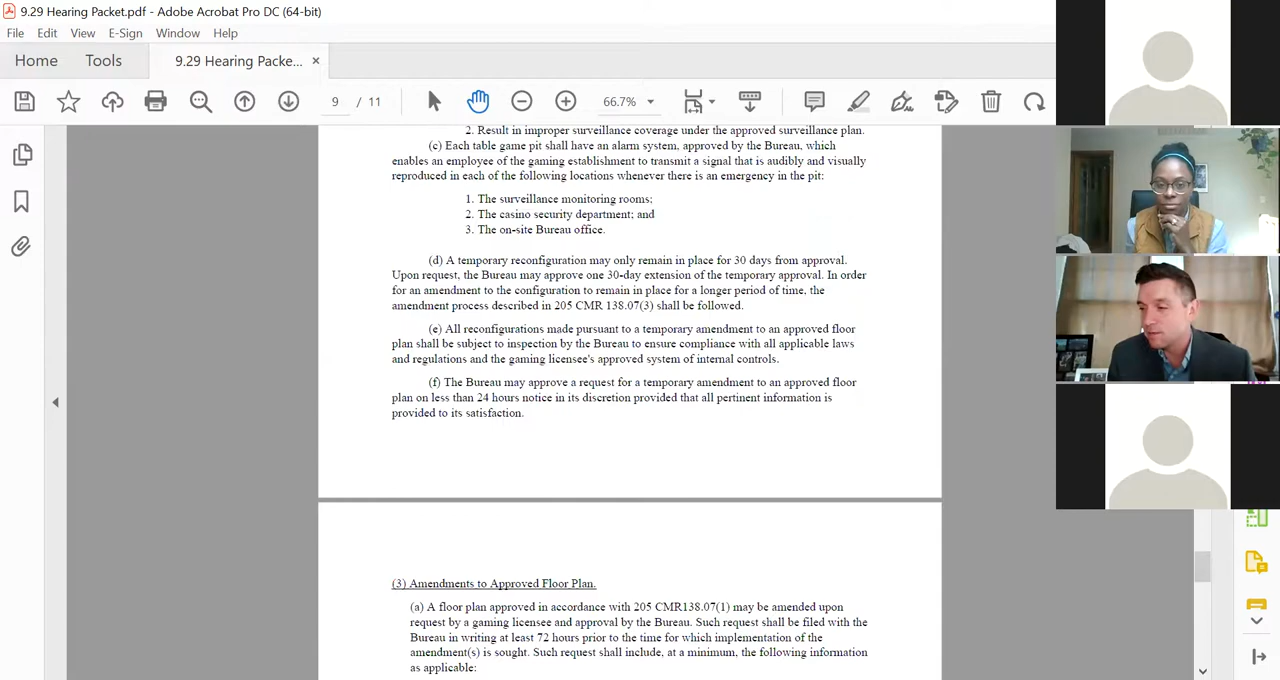 9.29 Hearing Packet.pdf - Adobe Acrobat Pro DC (64-bit)
File Edit View E-Sign Window Help
Home Tools 9.29 Hearing Packe... ×
9 / 11 66.7%
2. Result in improper surveillance coverage under the approved surveillance plan.
(c) Each table game pit shall have an alarm system, approved by the Bureau, which
enables an employee of the gaming establishment to transmit a signal that is audibly and visually
reproduced in each of the following locations whenever there is an emergency in the pit:
1. The surveillance monitoring rooms;
2. The casino security department; and
3. The on-site Bureau office.
(d) A temporary reconfiguration may only remain in place for 30 days from approval.
Upon request, the Bureau may approve one 30-day extension of the temporary approval. In order
for an amendment to the configuration to remain in place for a longer period of time, the
amendment process described in 205 CMR 138.07(3) shall be followed.
(e) All reconfigurations made pursuant to a temporary amendment to an approved floor
plan shall be subject to inspection by the Bureau to ensure compliance with all applicable laws
and regulations and the gaming licensee's approved system of internal controls.
(f) The Bureau may approve a request for a temporary amendment to an approved floor
plan on less than 24 hours notice in its discretion provided that all pertinent information is
provided to its satisfaction.
(3) Amendments to Approved Floor Plan.
(a) A floor plan approved in accordance with 205 CMR138.07(1) may be amended upon
request by a gaming licensee and approval by the Bureau. Such request shall be filed with the
Bureau in writing at least 72 hours prior to the time for which implementation of the
amendment(s) is sought. Such request shall include, at a minimum, the following information
as applicable: